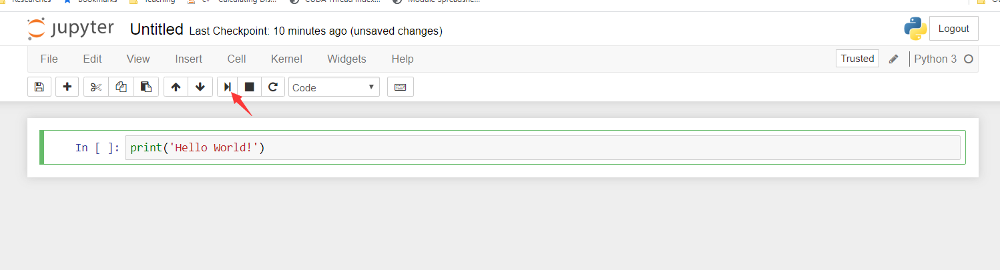 Researches Bookmarks Teaching c# - Calculating Dis... CUDA Thread Index... Module Spreadshe...
jupyter Untitled Last Checkpoint: 10 minutes ago (unsaved changes) Logout
File Edit View Insert Cell Kernel Widgets Help Trusted Python 3
Code
In [ ]: print('Hello World!')